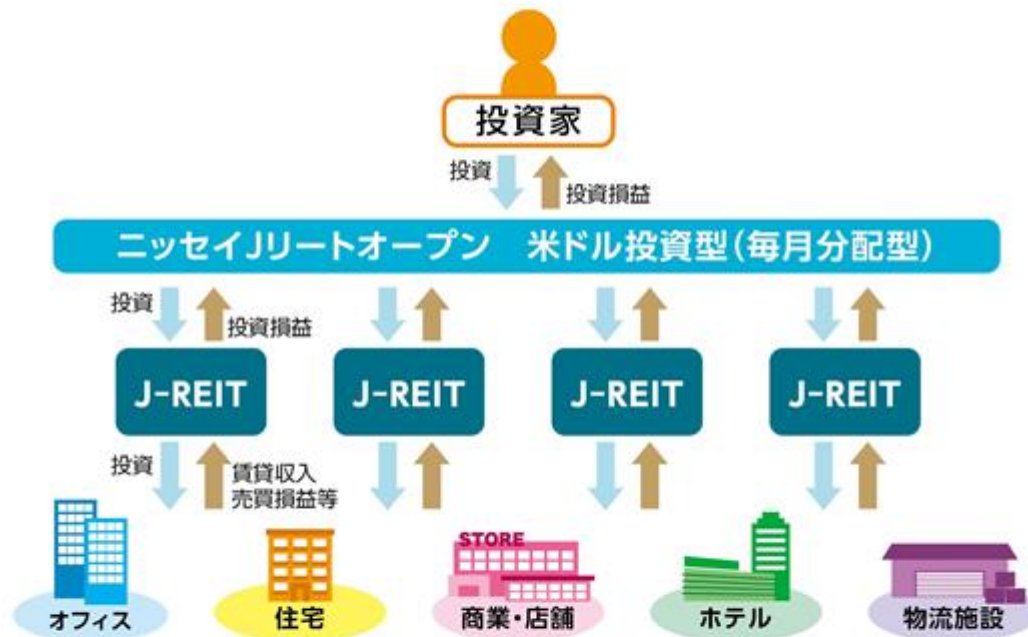 投資家
投資
投資損益
ニッセイJリートオープン 米ドル投資型(毎月分配型)
投資
投資損益
J-REIT
J-REIT
J-REIT
J-REIT
投資
賃貸収入
売買損益等
STORE
オフィス
住宅
商業・店舗
ホテル
物流施設